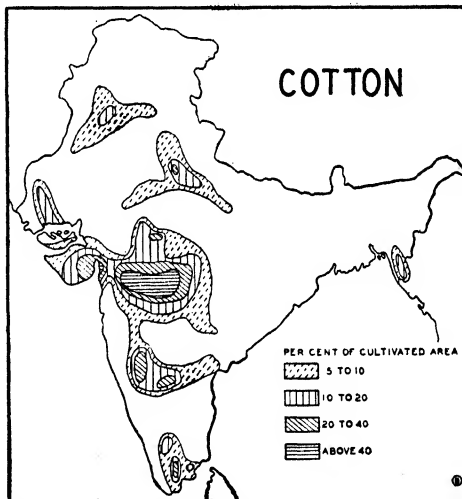 COTTON
PER CENT OF CULTIVATED AREA
5 TO 10
10 TO 20
20 TO 40
ABOVE 40